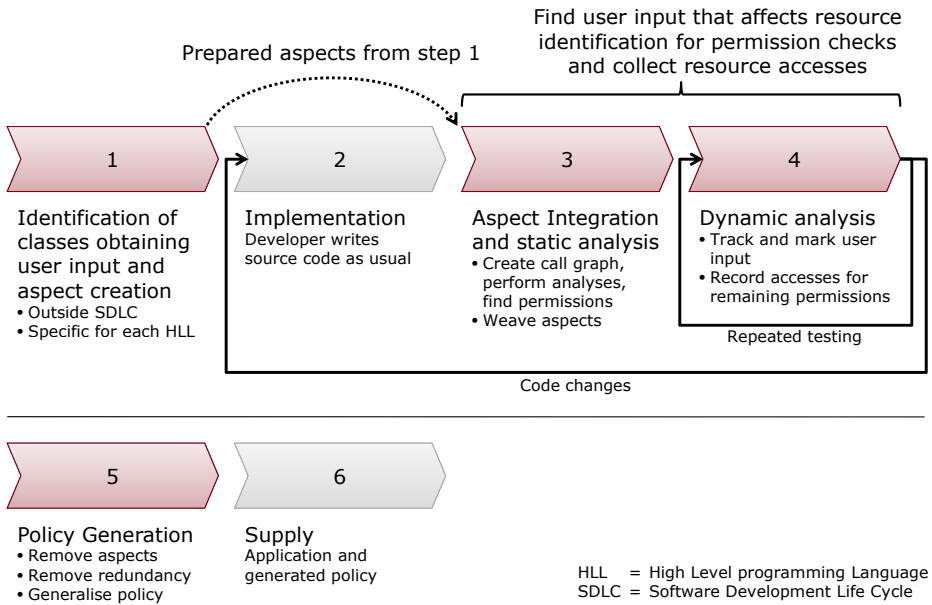 Find user input that affects resource
identification for permission checks
and collect resource accesses
Prepared aspects from step 1
1
2
3
4
Identification of
classes obtaining
user input and
aspect creation
• Outside SDLC
• Specific for each HLL
Implementation
Developer writes
source code as usual
Aspect Integration
and static analysis
• Create call graph,
perform analyses,
find permissions
• Weave aspects
Dynamic analysis
• Track and mark user
input
• Record accesses for
remaining permissions
Repeated testing
Code changes
5
6
Policy Generation
• Remove aspects
• Remove redundancy
• Generalise policy
Supply
Application and
generated policy
HLL = High Level programming Language
SDLC = Software Development Life Cycle